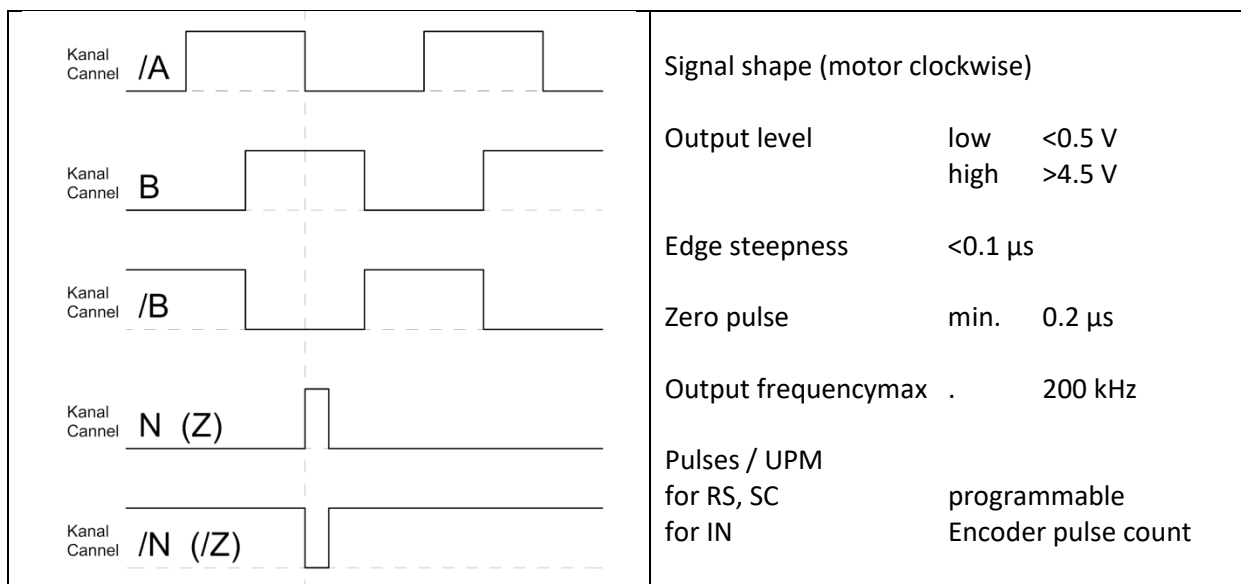 Kanal
Cannel /A
Kanal
Cannel B
Kanal
Cannel /B
Kanal
Cannel N (Z)
Kanal
Cannel /N (/Z)
Signal shape (motor clockwise)
Output level low <0.5 V
high >4.5 V
Edge steepness <0.1 µs
Zero pulse min. 0.2 µs
Output frequencymax . 200 kHz
Pulses / UPM
for RS, SC programmable
for IN Encoder pulse count